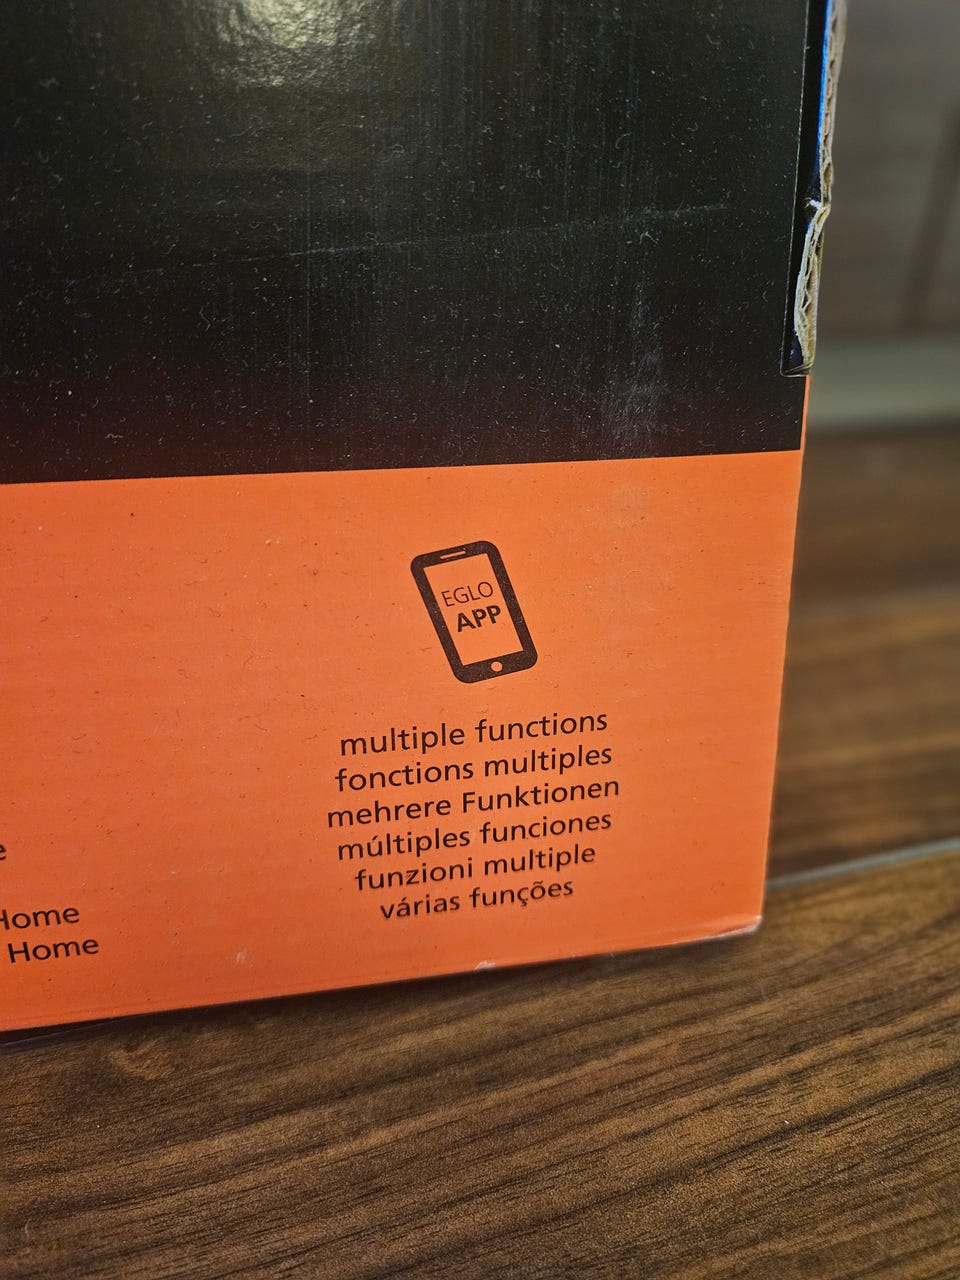 EGLO
APP
multiple functions
fonctions multiples
mehrere Funktionen
múltiples funciones
funzioni multiple
várias funções
Home
Home